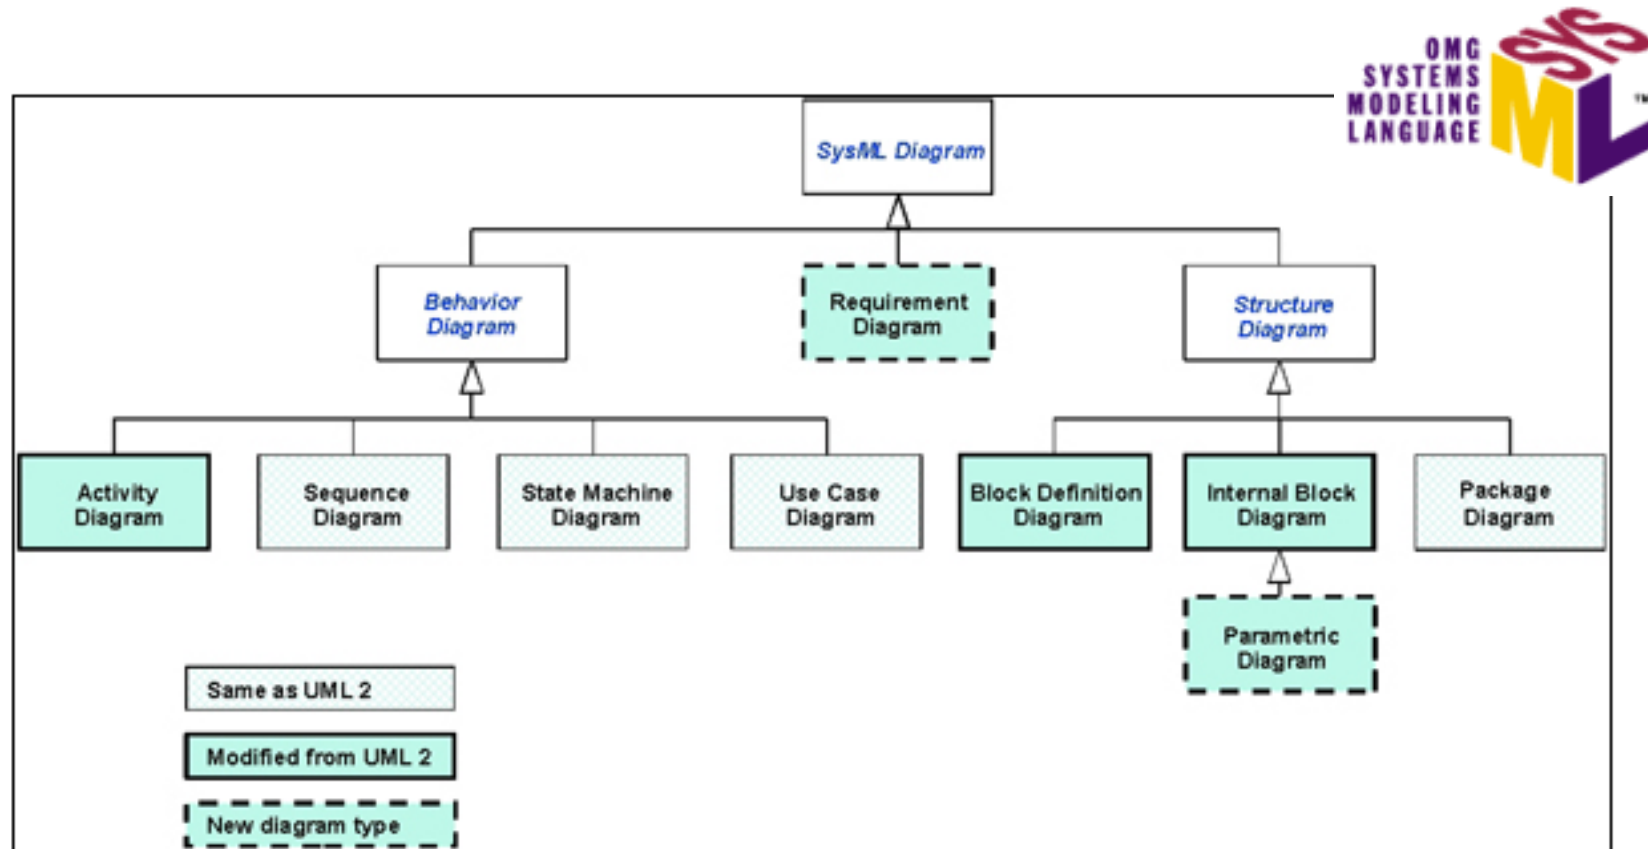 OMG
SYSTEMS
MODELING
LANGUAGE
SYS
ML
TM
SysML Diagram
Behavior
Diagram
Requirement
Diagram
Structure
Diagram
Activity
Diagram
Sequence
Diagram
State Machine
Diagram
Use Case
Diagram
Block Definition
Diagram
Internal Block
Diagram
Package
Diagram
Parametric
Diagram
Same as UML 2
Modified from UML 2
New diagram type